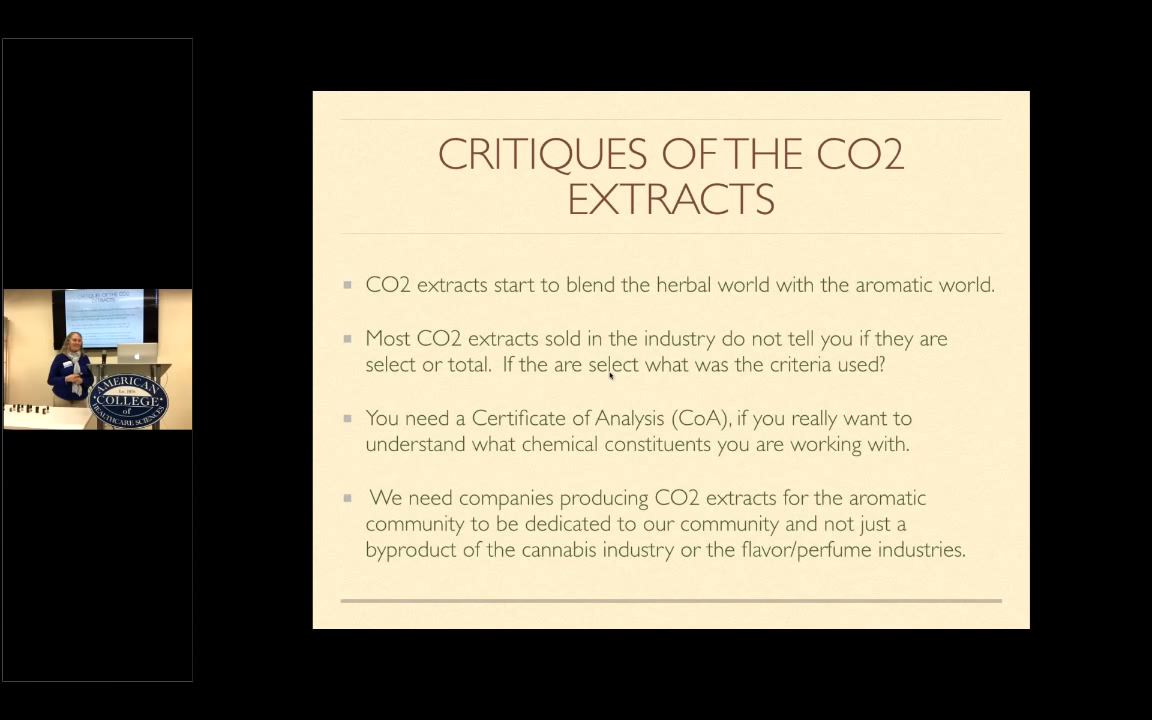 CRITIQUES OF THE CO2
EXTRACTS
CO2 extracts start to blend the herbal world with the aromatic world.
Most CO2 extracts sold in the industry do not tell you if they are
select or total. If the are select what was the criteria used?
You need a Certificate of Analysis (CoA), if you really want to
understand what chemical constituents you are working with.
We need companies producing CO2 extracts for the aromatic
community to be dedicated to our community and not just a
byproduct of the cannabis industry or the flavor/perfume industries.
AMERICAN
COLLEGE
of
HEALTHCARE SCIENCES